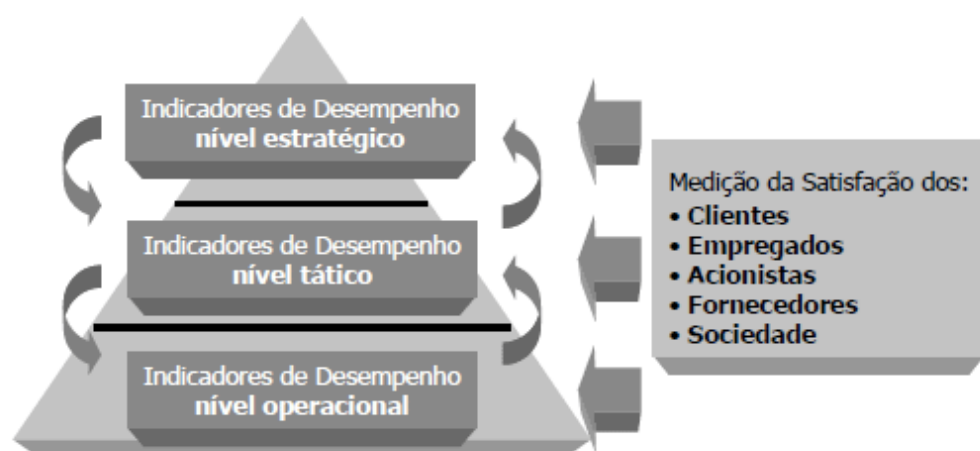 Indicadores de Desempenho
nível estratégico
Indicadores de Desempenho
nível tático
Indicadores de Desempenho
nível operacional
Medição da Satisfação dos:
• Clientes
• Empregados
• Acionistas
• Fornecedores
• Sociedade